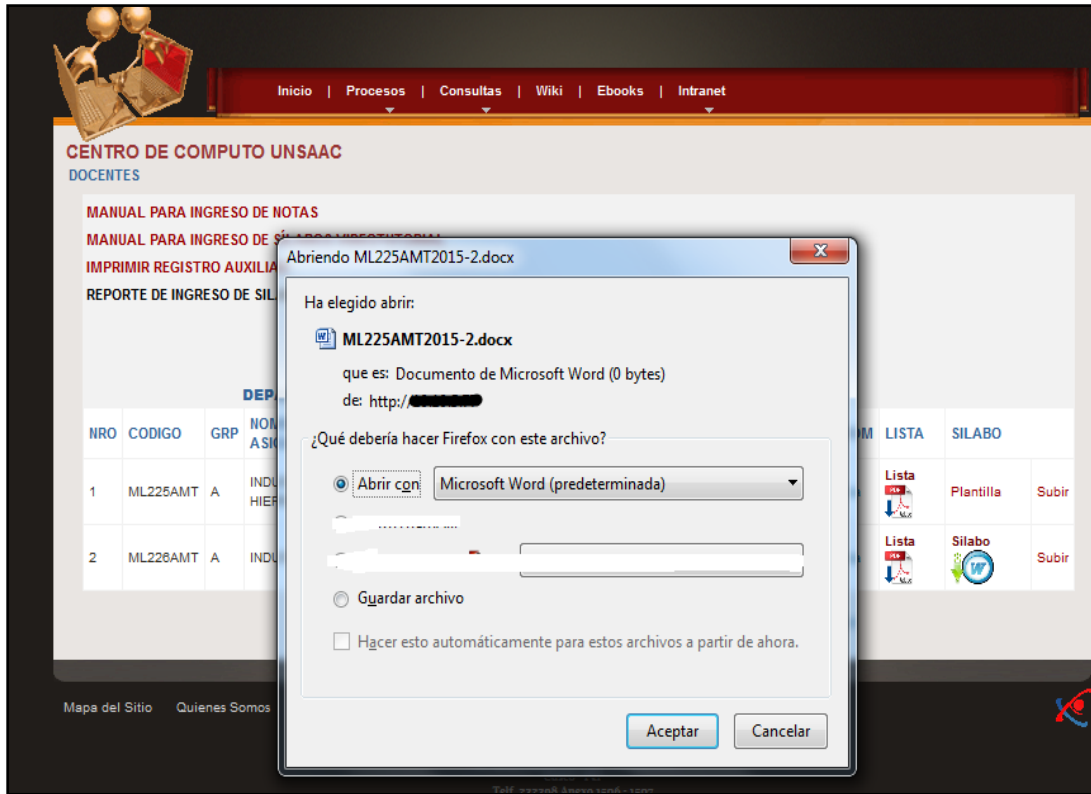 Inicio | Procesos | Consultas | Wiki | Ebooks | Intranet
CENTRO DE COMPUTO UNSAAC
DOCENTES
MANUAL PARA INGRESO DE NOTAS
MANUAL PARA INGRESO DE
IMPRIMIR REGISTRO
REPORTE DE INGRESO DE
Abriendo ML225AMT2015-2.docx
Ha elegido abrir:
ML225AMT2015-2.docx
que es: Documento de Microsoft Word (0 bytes)
de: http://
¿Qué debería hacer Firefox con este archivo?
Abrir con Microsoft Word (predeterminada)
Guardar archivo
Hacer esto automáticamente para estos archivos a partir de ahora.
Aceptar Cancelar
NRO CODIGO GRP LISTA SILABO
1 ML225AMT A Lista Plantilla Subir
2 ML226AMT A Lista Silabo Subir
Mapa del Sitio Quienes Somos